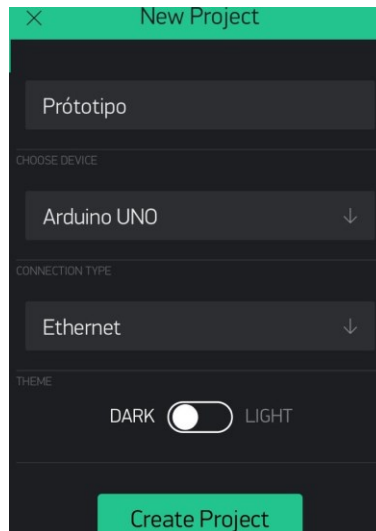 New Project
Prótotipo
CHOOSE DEVICE
Arduino UNO
CONNECTION TYPE
Ethernet
THEME
DARK LIGHT
Create Project